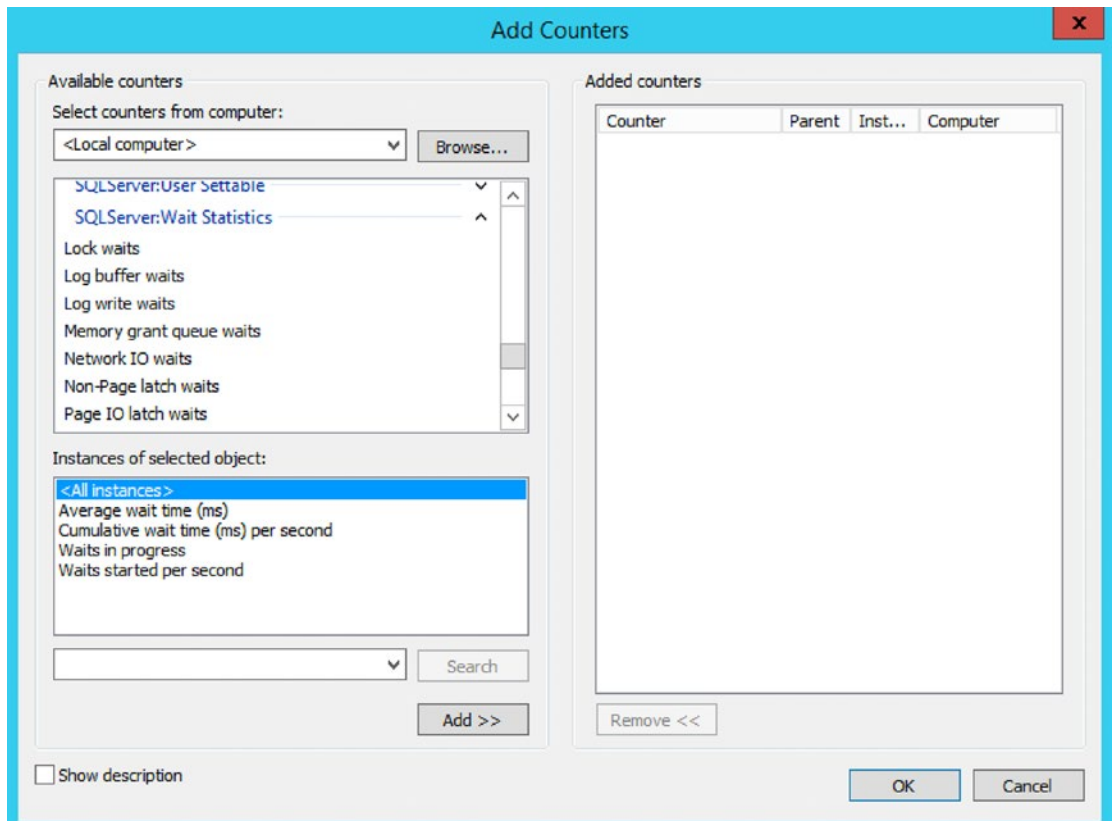 Add Counters
x
Available counters
Select counters from computer:
<Local computer>
Browse...
SQLServer:User Settable
SQLServer:Wait Statistics
Lock waits
Log buffer waits
Log write waits
Memory grant queue waits
Network IO waits
Non-Page latch waits
Page IO latch waits
Instances of selected object:
<All instances>
Average wait time (ms)
Cumulative wait time (ms) per second
Waits in progress
Waits started per second
Search
Add >>
Show description
Added counters
Counter Parent Inst... Computer
Remove <<
OK Cancel